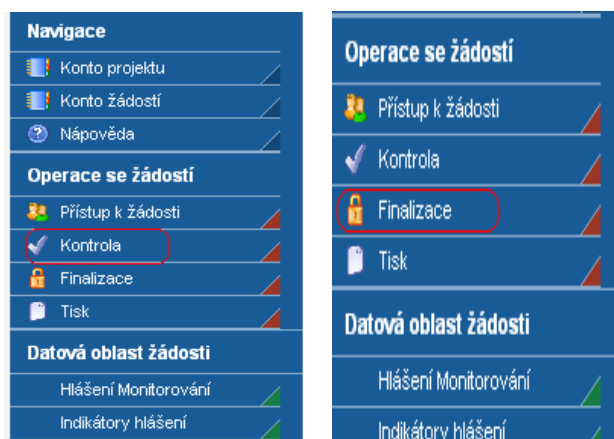 Navigace
Konto projektu
Konto žádostí
Nápověda
Operace se žádostí
Přístup k žádosti
Kontrola
Finalizace
Tisk
Datová oblast žádosti
Hlášení Monitorování
Indikátory hlášení
Operace se žádostí
Přístup k žádosti
Kontrola
Finalizace
Tisk
Datová oblast žádosti
Hlášení Monitorování
Indikátory hlášení